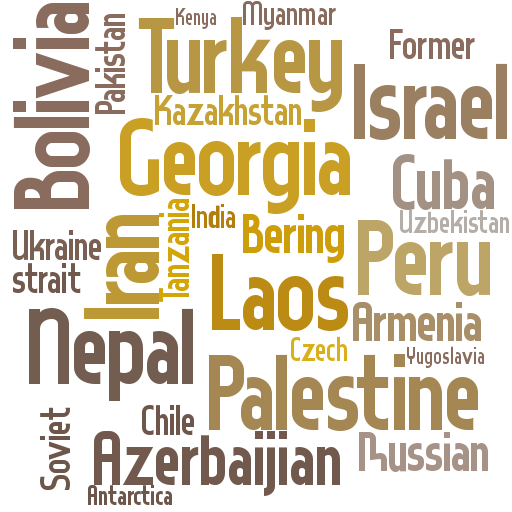 Kenya
Myanmar
Bolivia
Pakistan
Turkey
Former
Kazakhstan
Israel
Georgia
Cuba
Tanzania
India
Uzbekistan
Iran
Bering
Peru
Ukraine
strait
Laos
Armenia
Nepal
Czech
Yugoslavia
Palestine
Soviet
Chile
Azerbaijian
Russian
Antarctica